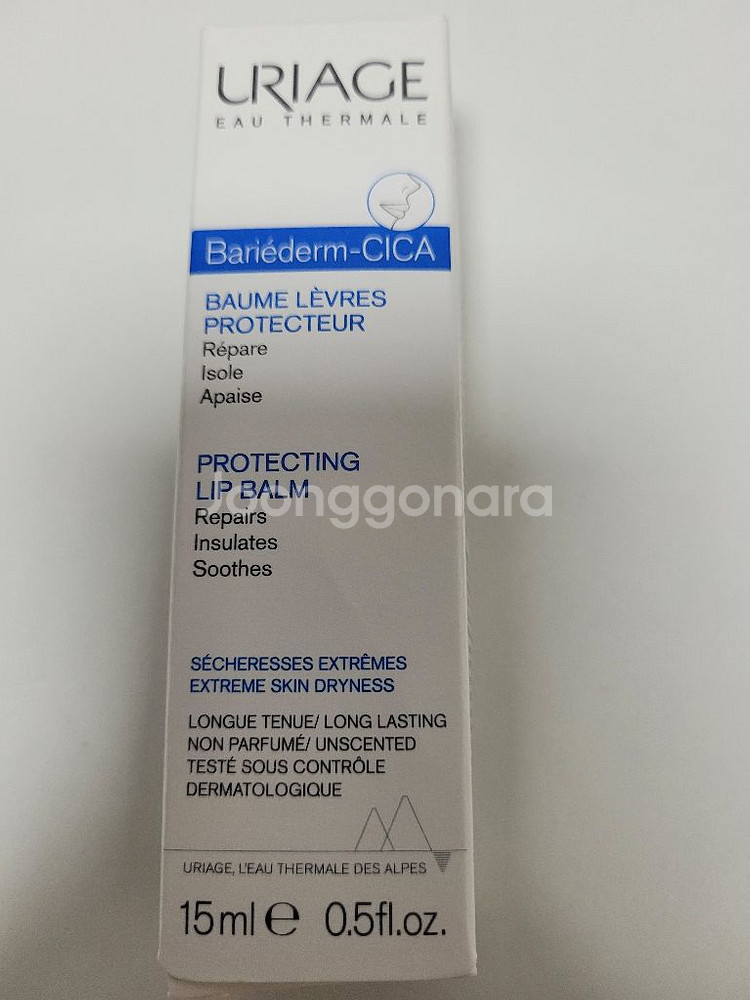 URIAGE
EAU THERMALE
Bariéderm-CICA
BAUME LÈVRES
PROTECTEUR
Répare
Isole
Apaise
PROTECTING
LIP BALM
Joonggonara
Repairs
Insulates
Soothes
SÉCHERESSES EXTRÊMES
EXTREME SKIN DRYNESS
LONGUE TENUE/ LONG LASTING
NON PARFUMÉ/ UNSCENTED
TESTÉ SOUS CONTRÔLE
DERMATOLOGIQUE
URIAGE, L'EAU THERMALE DES ALPES
15ml e 0.5fl.oz.